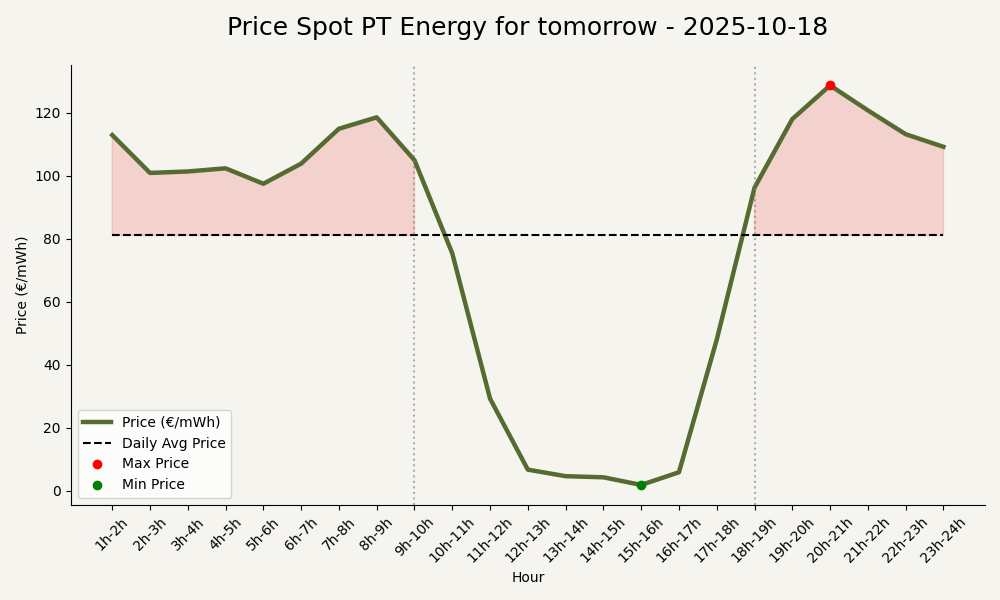 Price Spot PT Energy for tomorrow - 2025-10-18
Price (€/mWh)
120
100
80
60
40
20
0
Price (€/mWh)
Daily Avg Price
Max Price
Min Price
1h-2h
2h-3h
3h-4h
4h-5h
5h-6h
6h-7h
7h-8h
8h-9h
9h-10h
10h-11h
11h-12h
12h-13h
13h-14h
14h-15h
15h-16h
16h-17h
17h-18h
18h-19h
19h-20h
20h-21h
21h-22h
22h-23h
23h-24h
Hour